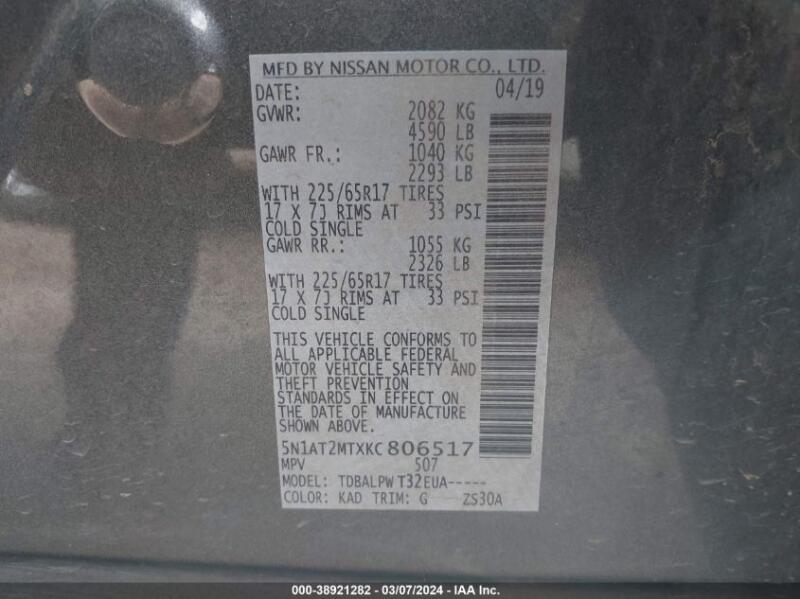 MFD BY NISSAN MOTOR CO., LTD.
DATE: 04/19
GVWR: 2082 KG
4590 LB
GAWR FR.: 1040 KG
2293 LB
WITH 225/65R17 TIRES
17 X 7J RIMS AT 33 PSI
COLD SINGLE
GAWR RR.: 1055 KG
2326 LB
WITH 225/65R17 TIRES
17 X 7J RIMS AT 33 PSI
COLD SINGLE
THIS VEHICLE CONFORMS TO
ALL APPLICABLE FEDERAL
MOTOR VEHICLE SAFETY AND
THEFT PREVENTION
STANDARDS IN EFFECT ON
THE DATE OF MANUFACTURE
SHOWN ABOVE.
5N1AT2MTXKC806517
MPV 507
MODEL: TDBALPW T32EUA-----
COLOR: KAD TRIM: G ZS30A
000-38921282 - 03/07/2024 - IAA Inc.